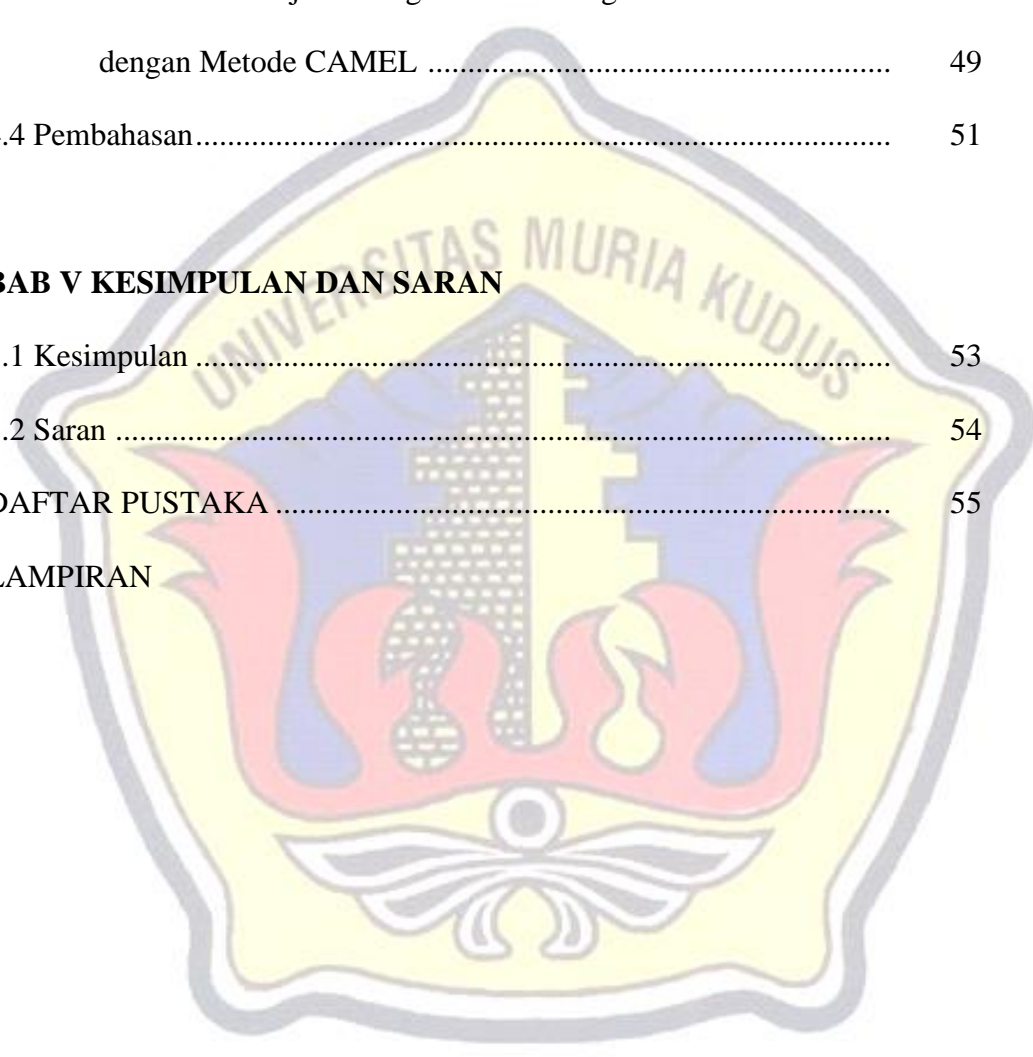 dengan Metode CAMEL ........................................................ 49
.4 Pembahasan..................................................................................... 51
UNIVERSITAS MURIA KUDUS
BAB V KESIMPULAN DAN SARAN
.1 Kesimpulan ..................................................................................... 53
.2 Saran ............................................................................................... 54
DAFTAR PUSTAKA ........................................................................... 55
LAMPIRAN